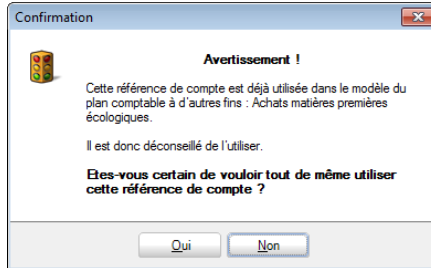 Confirmation
Avertissement !
Cette référence de compte est déjà utilisée dans le modèle du
plan comptable à d'autres fins : Achats matières premières
écologiques.
Il est donc déconseillé de l'utiliser.
Etes-vous certain de vouloir tout de même utiliser
cette référence de compte ?
Oui Non